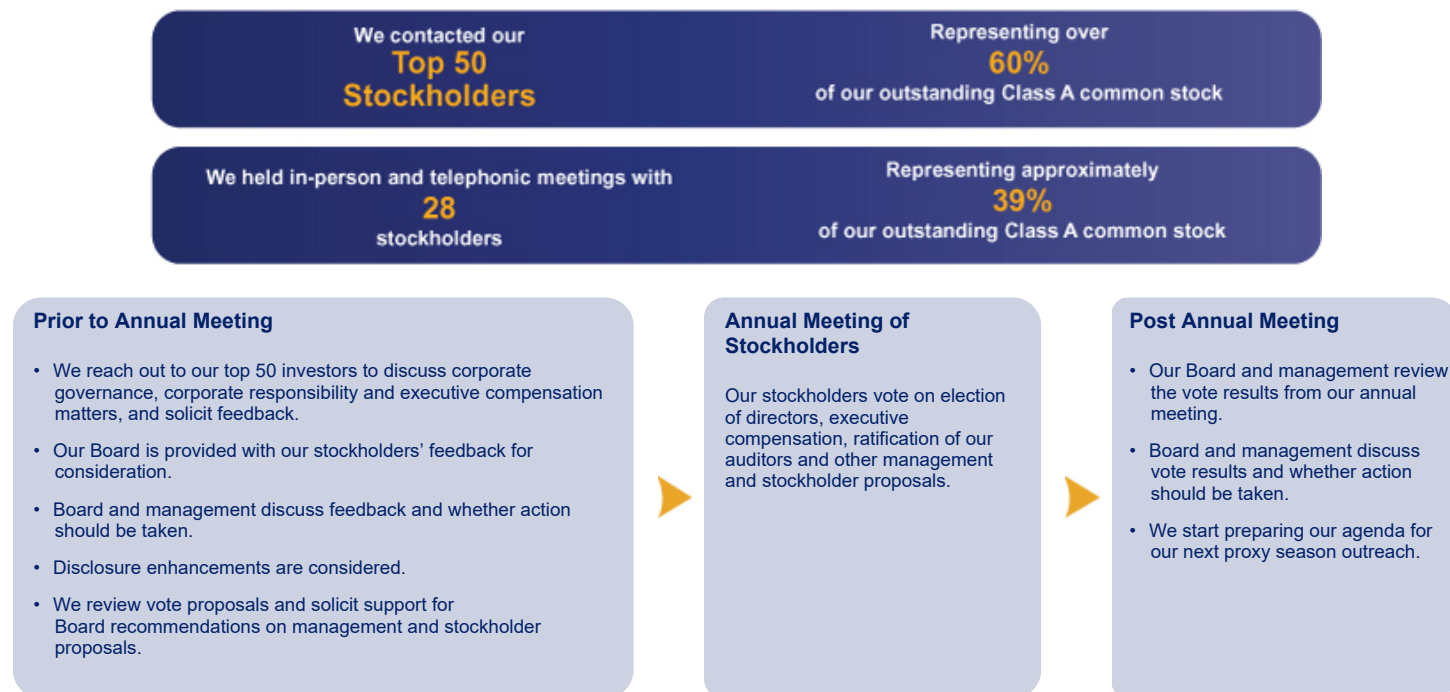 We contacted our
Top 50
Stockholders
Representing over
60%
of our outstanding Class A common stock
We held in-person and telephonic meetings with
28
stockholders
Representing approximately
39%
of our outstanding Class A common stock
Prior to Annual Meeting
• We reach out to our top 50 investors to discuss corporate
governance, corporate responsibility and executive compensation
matters, and solicit feedback.
• Our Board is provided with our stockholders’ feedback for
consideration.
• Board and management discuss feedback and whether action
should be taken.
• Disclosure enhancements are considered.
• We review vote proposals and solicit support for
Board recommendations on management and stockholder
proposals.
Annual Meeting of
Stockholders
Our stockholders vote on election
of directors, executive
compensation, ratification of our
auditors and other management
and stockholder proposals.
Post Annual Meeting
• Our Board and management review
the vote results from our annual
meeting.
• Board and management discuss
vote results and whether action
should be taken.
• We start preparing our agenda for
our next proxy season outreach.